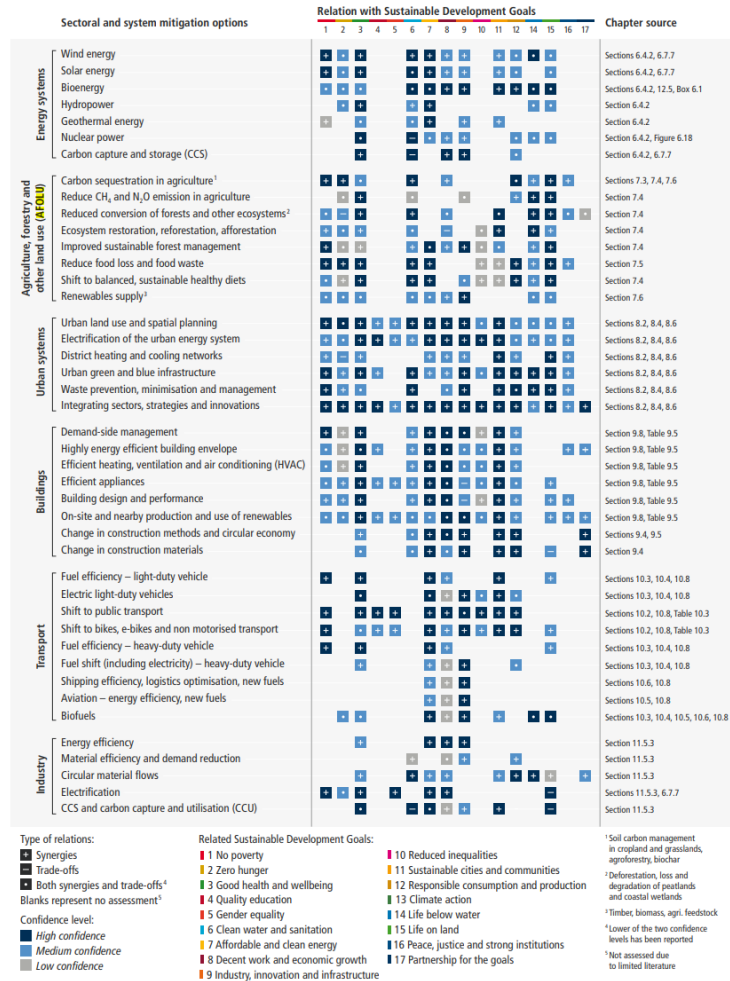 Sectoral and system mitigation options
Relation with Sustainable Development Goals
1 2 3 4 5 6 7 8 9 10 11 12 14 15 16 17
Chapter source
Energy systems
Wind energy Sections 6.4.2, 6.7.7
Solar energy Sections 6.4.2, 6.7.7
Bioenergy Sections 6.4.2, 12.5, Box 6.1
Hydropower Section 6.4.2
Geothermal energy Section 6.4.2
Nuclear power Section 6.4.2, Figure 6.18
Carbon capture and storage (CCS) Section 6.4.2, 6.7.7
Agriculture, forestry and
other land use (AFOLU)
Carbon sequestration in agriculture¹ Sections 7.3, 7.4, 7.6
Reduce CH₄ and N₂O emission in agriculture Section 7.4
Reduced conversion of forests and other ecosystems² Section 7.4
Ecosystem restoration, reforestation, afforestation Section 7.4
Improved sustainable forest management Section 7.4
Reduce food loss and food waste Section 7.5
Shift to balanced, sustainable healthy diets Section 7.4
Renewables supply³ Section 7.6
Urban systems
Urban land use and spatial planning Sections 8.2, 8.4, 8.6
Electrification of the urban energy system Sections 8.2, 8.4, 8.6
District heating and cooling networks Sections 8.2, 8.4, 8.6
Urban green and blue infrastructure Sections 8.2, 8.4, 8.6
Waste prevention, minimisation and management Sections 8.2, 8.4, 8.6
Integrating sectors, strategies and innovations Sections 8.2, 8.4, 8.6
Buildings
Demand-side management Section 9.8, Table 9.5
Highly energy efficient building envelope Section 9.8, Table 9.5
Efficient heating, ventilation and air conditioning (HVAC) Section 9.8, Table 9.5
Efficient appliances Section 9.8, Table 9.5
Building design and performance Section 9.8, Table 9.5
On-site and nearby production and use of renewables Section 9.8, Table 9.5
Change in construction methods and circular economy Sections 9.4, 9.5
Change in construction materials Section 9.4
Transport
Fuel efficiency – light-duty vehicle Sections 10.3, 10.4, 10.8
Electric light-duty vehicles Sections 10.3, 10.4, 10.8
Shift to public transport Sections 10.2, 10.8, Table 10.3
Shift to bikes, e-bikes and non motorised transport Sections 10.2, 10.8, Table 10.3
Fuel efficiency – heavy-duty vehicle Sections 10.3, 10.4, 10.8
Fuel shift (including electricity) – heavy-duty vehicle Sections 10.3, 10.4, 10.8
Shipping efficiency, logistics optimisation, new fuels Sections 10.6, 10.8
Aviation – energy efficiency, new fuels Sections 10.5, 10.8
Biofuels Sections 10.3, 10.4, 10.5, 10.6, 10.8
Industry
Energy efficiency Section 11.5.3
Material efficiency and demand reduction Section 11.5.3
Circular material flows Section 11.5.3
Electrification Sections 11.5.3, 6.7.7
CCS and carbon capture and utilisation (CCU) Section 11.5.3
Type of relations:
+ Synergies
– Trade-offs
• Both synergies and trade-offs⁴
Blanks represent no assessment⁵
Confidence level:
High confidence
Medium confidence
Low confidence
Related Sustainable Development Goals:
1 No poverty
2 Zero hunger
3 Good health and wellbeing
4 Quality education
5 Gender equality
6 Clean water and sanitation
7 Affordable and clean energy
8 Decent work and economic growth
9 Industry, innovation and infrastructure
10 Reduced inequalities
11 Sustainable cities and communities
12 Responsible consumption and production
13 Climate action
14 Life below water
15 Life on land
16 Peace, justice and strong institutions
17 Partnership for the goals
¹ Soil carbon management
in cropland and grasslands,
agroforestry, biochar
² Deforestation, loss and
degradation of peatlands
and coastal wetlands
³ Timber, biomass, agri. feedstock
⁴ Lower of the two confidence
levels has been reported
⁵ Not assessed due
to limited literature